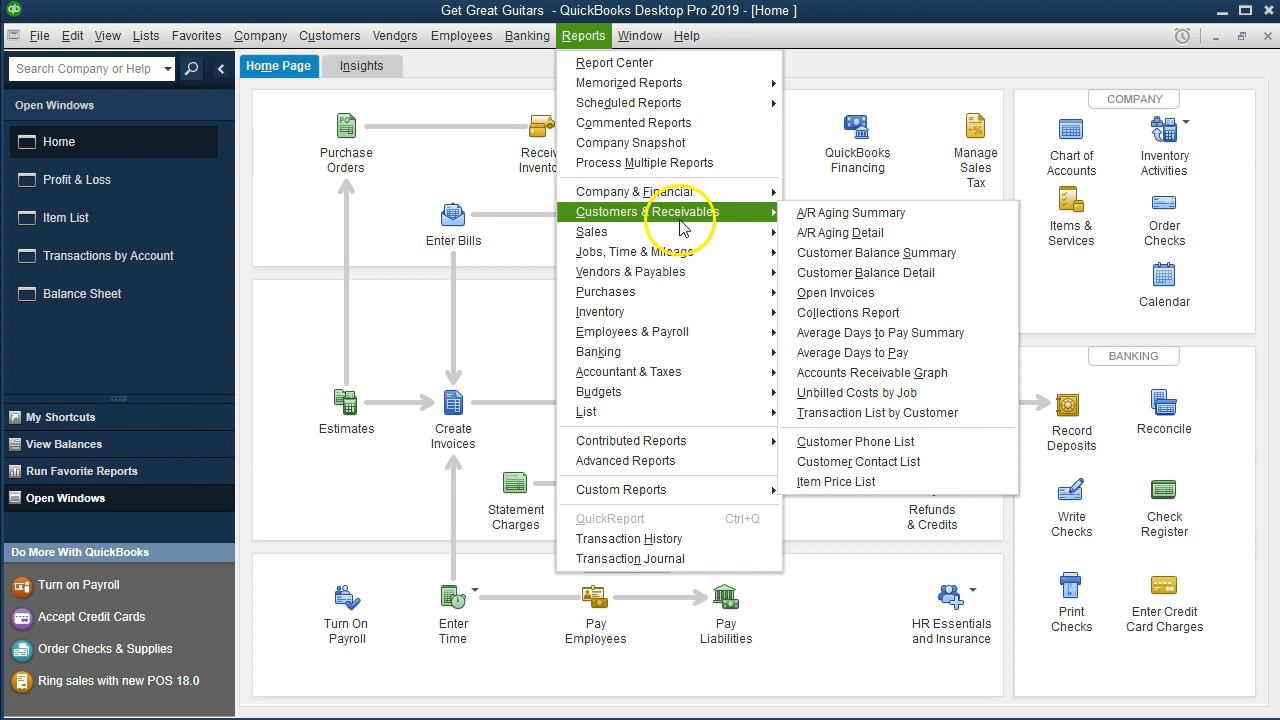 qb
Get Great Guitars - QuickBooks Desktop Pro 2019 - [Home ]
File Edit View Lists Favorites Company Customers Vendors Employees Banking Reports Window Help
Search Company or Help
Open Windows
Home
Profit & Loss
Item List
Transactions by Account
Balance Sheet
My Shortcuts
View Balances
Run Favorite Reports
Open Windows
Do More With QuickBooks
Turn on Payroll
Accept Credit Cards
Order Checks & Supplies
Ring sales with new POS 18.0
Home Page
Insights
PO
Purchase
Orders
Receiv
Invento
Enter Bills
Estimates
Create
Invoices
Statement
Charges
Turn On
Payroll
Enter
Time
Pay
Employees
Pay
Liabilities
HR Essentials
and Insurance
Report Center
Memorized Reports
Scheduled Reports
Commented Reports
Company Snapshot
Process Multiple Reports
Company & Financial
Customers & Receivables
Sales
Jobs, Time & Mileage
Vendors & Payables
Purchases
Inventory
Employees & Payroll
Banking
Accountant & Taxes
Budgets
List
Contributed Reports
Advanced Reports
Custom Reports
QuickReport Ctrl+Q
Transaction History
Transaction Journal
A/R Aging Summary
A/R Aging Detail
Customer Balance Summary
Customer Balance Detail
Open Invoices
Collections Report
Average Days to Pay Summary
Average Days to Pay
Accounts Receivable Graph
Unbilled Costs by Job
Transaction List by Customer
Customer Phone List
Customer Contact List
Item Price List
QuickBooks
Financing
Manage
Sales
Tax
Refunds
& Credits
COMPANY
Chart of
Accounts
Inventory
Activities
Items &
Services
Order
Checks
Calendar
BANKING
Record
Deposits
Reconcile
Write
Checks
Check
Register
Print
Checks
Enter Credit
Card Charges